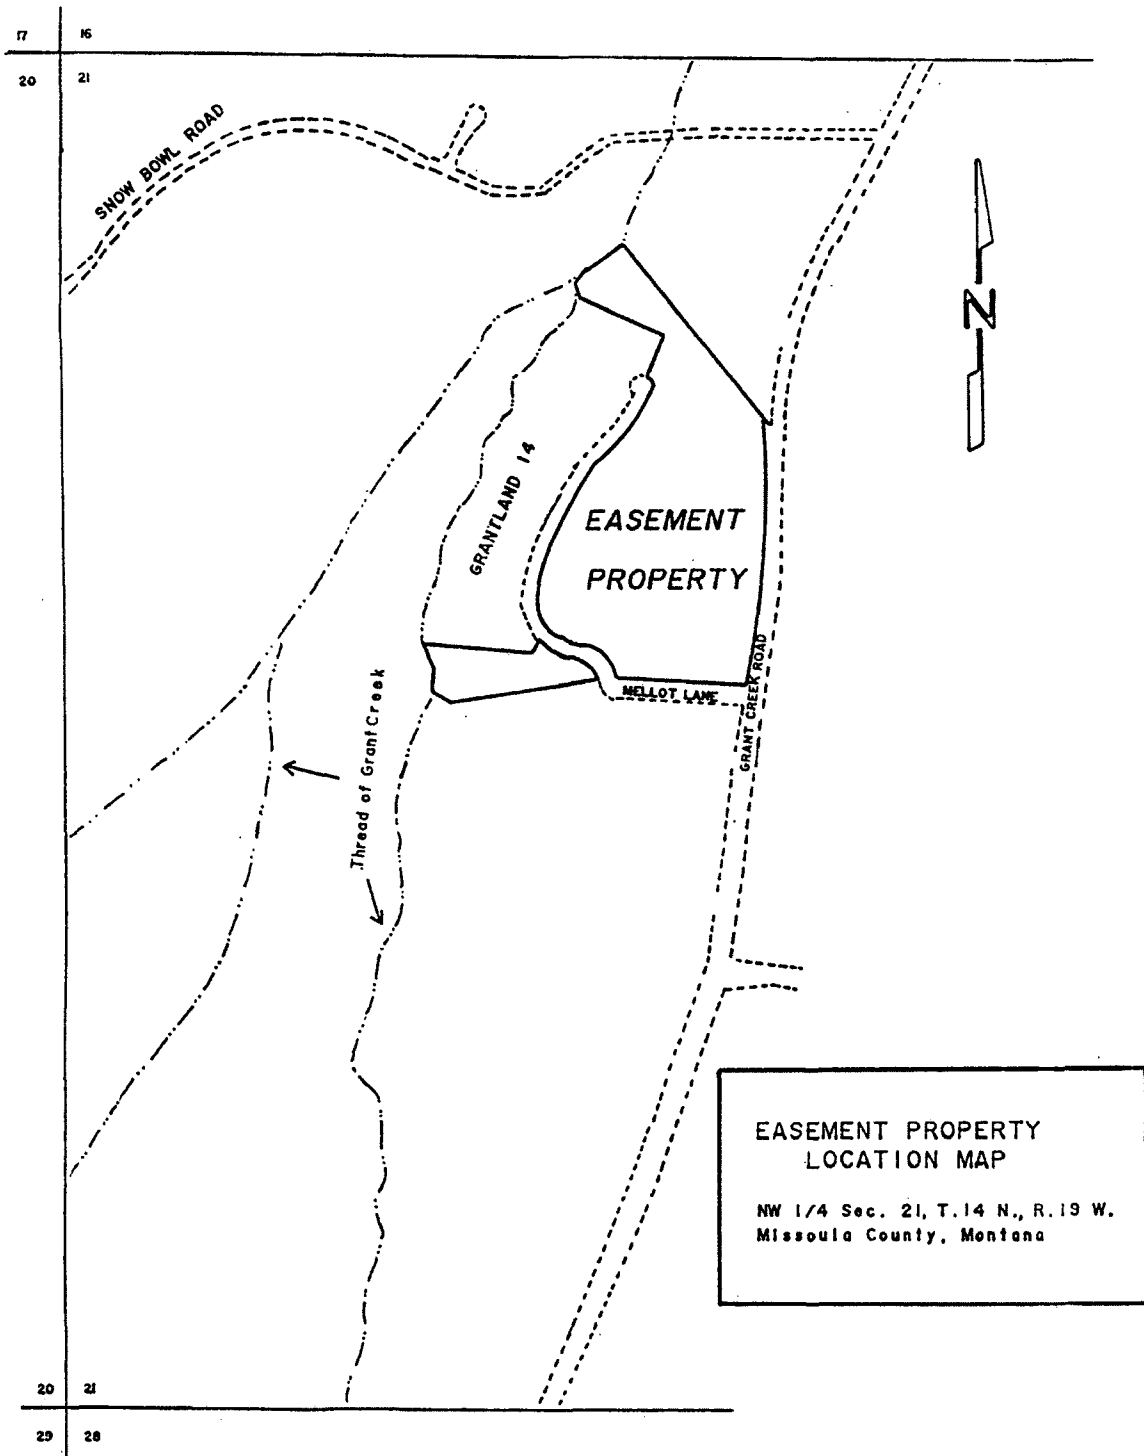 17 16
20 21
SNOW BOWL ROAD
N
GRANTLAND 14
EASEMENT
PROPERTY
MELLOT LANE
GRANT CREEK ROAD
Thread of Grant Creek
EASEMENT PROPERTY
LOCATION MAP
NW 1/4 Sec. 21, T.14 N., R.19 W.
Missoula County, Montana
20 21
29 28